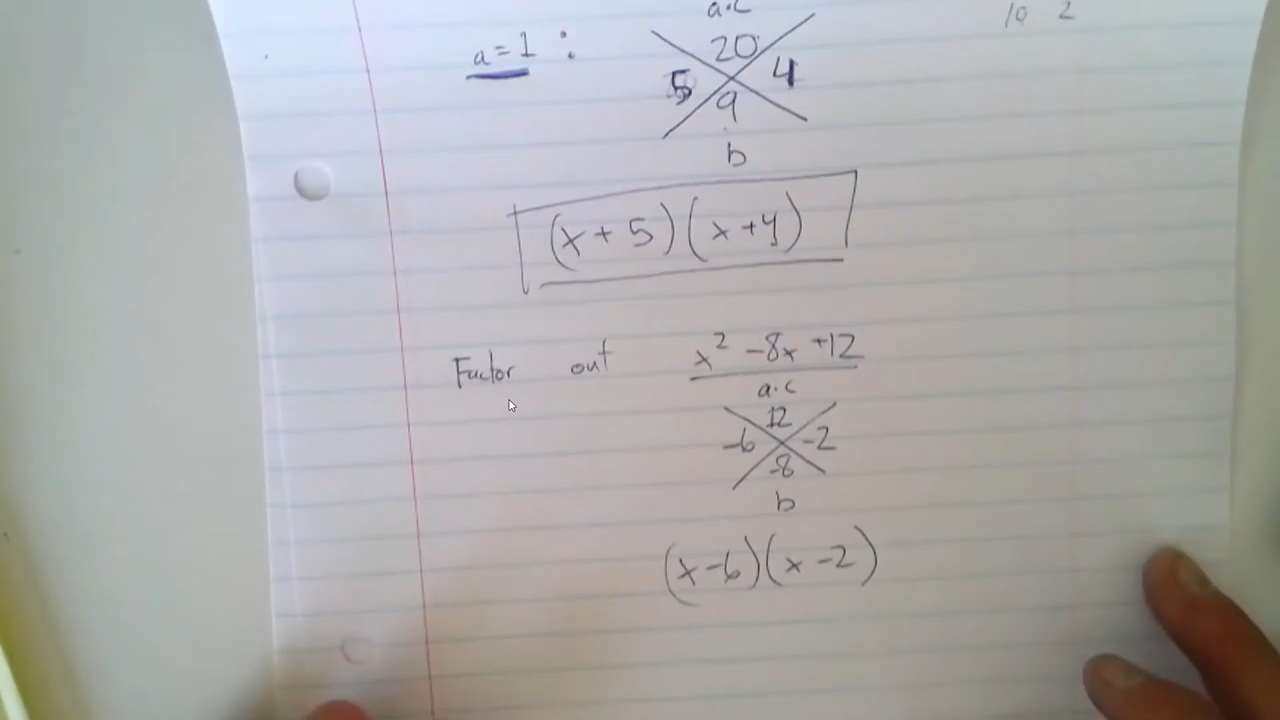 a·c
10 2
a=1 :
20
5 4
9
b
(x + 5)(x+4)
Factor out x² -8x +12
a·c
12
-6 -2
-8
b
(x-6)(x-2)